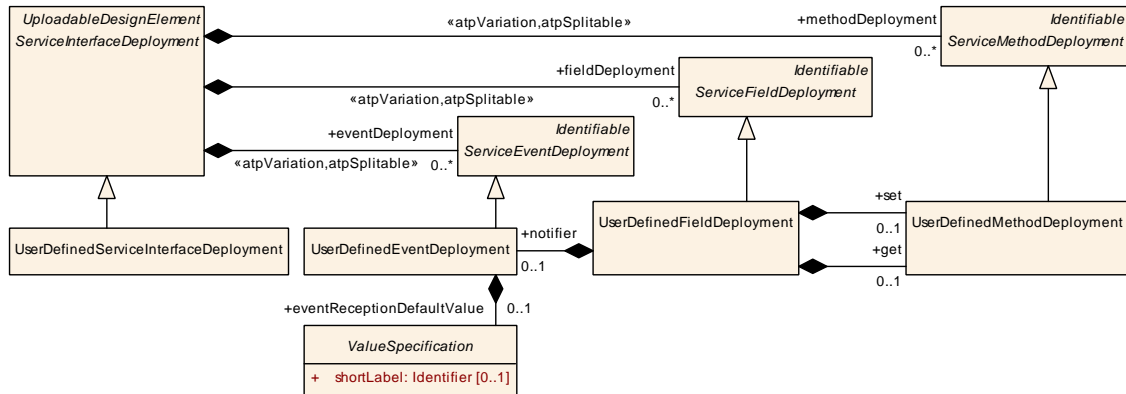 UploadableDesignElement
ServiceInterfaceDeployment
«atpVariation,atpSplitable»
+methodDeployment
0..*
Identifiable
ServiceMethodDeployment
+fieldDeployment
«atpVariation,atpSplitable»
0..*
Identifiable
ServiceFieldDeployment
+eventDeployment
«atpVariation,atpSplitable»
0..*
Identifiable
ServiceEventDeployment
UserDefinedServiceInterfaceDeployment
UserDefinedEventDeployment
+notifier
0..1
UserDefinedFieldDeployment
+set
0..1
+get
0..1
UserDefinedMethodDeployment
+eventReceptionDefaultValue
0..1
ValueSpecification
+ shortLabel: Identifier [0..1]